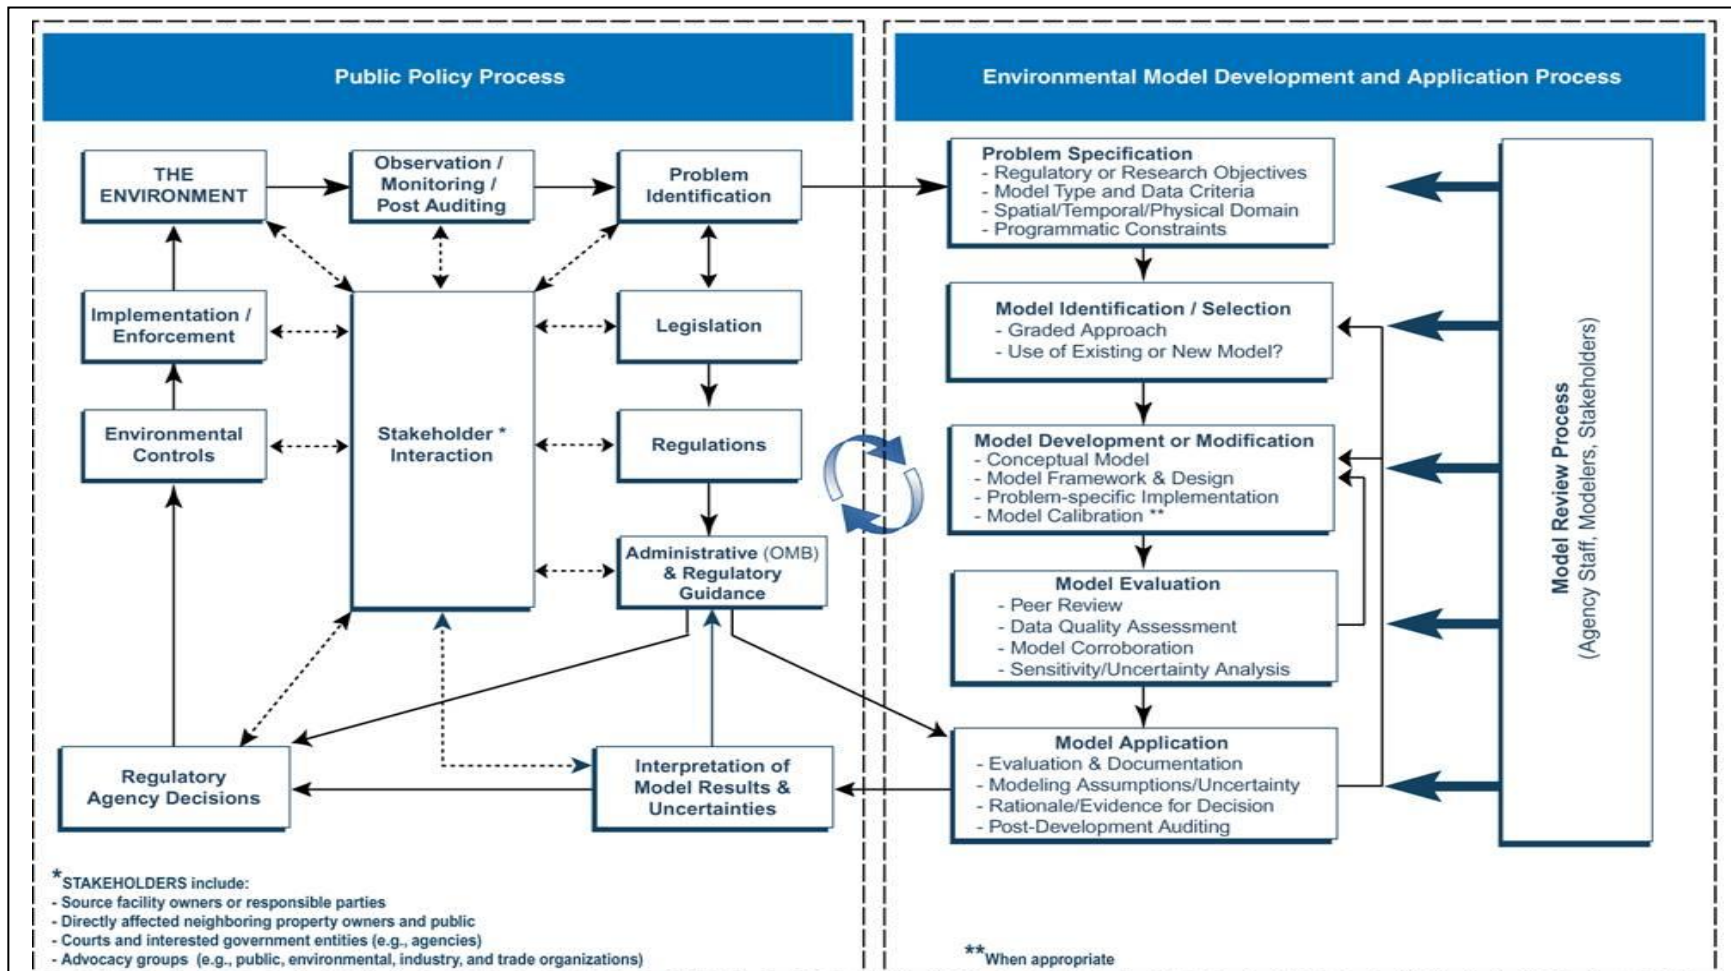 Public Policy Process
THE
ENVIRONMENT
Observation /
Monitoring /
Post Auditing
Problem
Identification
Implementation /
Enforcement
Legislation
Environmental
Controls
Stakeholder *
Interaction
Regulations
Administrative (OMB)
& Regulatory
Guidance
Regulatory
Agency Decisions
Interpretation of
Model Results &
Uncertainties
*STAKEHOLDERS include:
- Source facility owners or responsible parties
- Directly affected neighboring property owners and public
- Courts and interested government entities (e.g., agencies)
- Advocacy groups (e.g., public, environmental, industry, and trade organizations)
Environmental Model Development and Application Process
Problem Specification
- Regulatory or Research Objectives
- Model Type and Data Criteria
- Spatial/Temporal/Physical Domain
- Programmatic Constraints
Model Identification / Selection
- Graded Approach
- Use of Existing or New Model?
Model Development or Modification
- Conceptual Model
- Model Framework & Design
- Problem-specific Implementation
- Model Calibration **
Model Evaluation
- Peer Review
- Data Quality Assessment
- Model Corroboration
- Sensitivity/Uncertainty Analysis
Model Application
- Evaluation & Documentation
- Modeling Assumptions/Uncertainty
- Rationale/Evidence for Decision
- Post-Development Auditing
Model Review Process
(Agency Staff, Modelers, Stakeholders)
**When appropriate